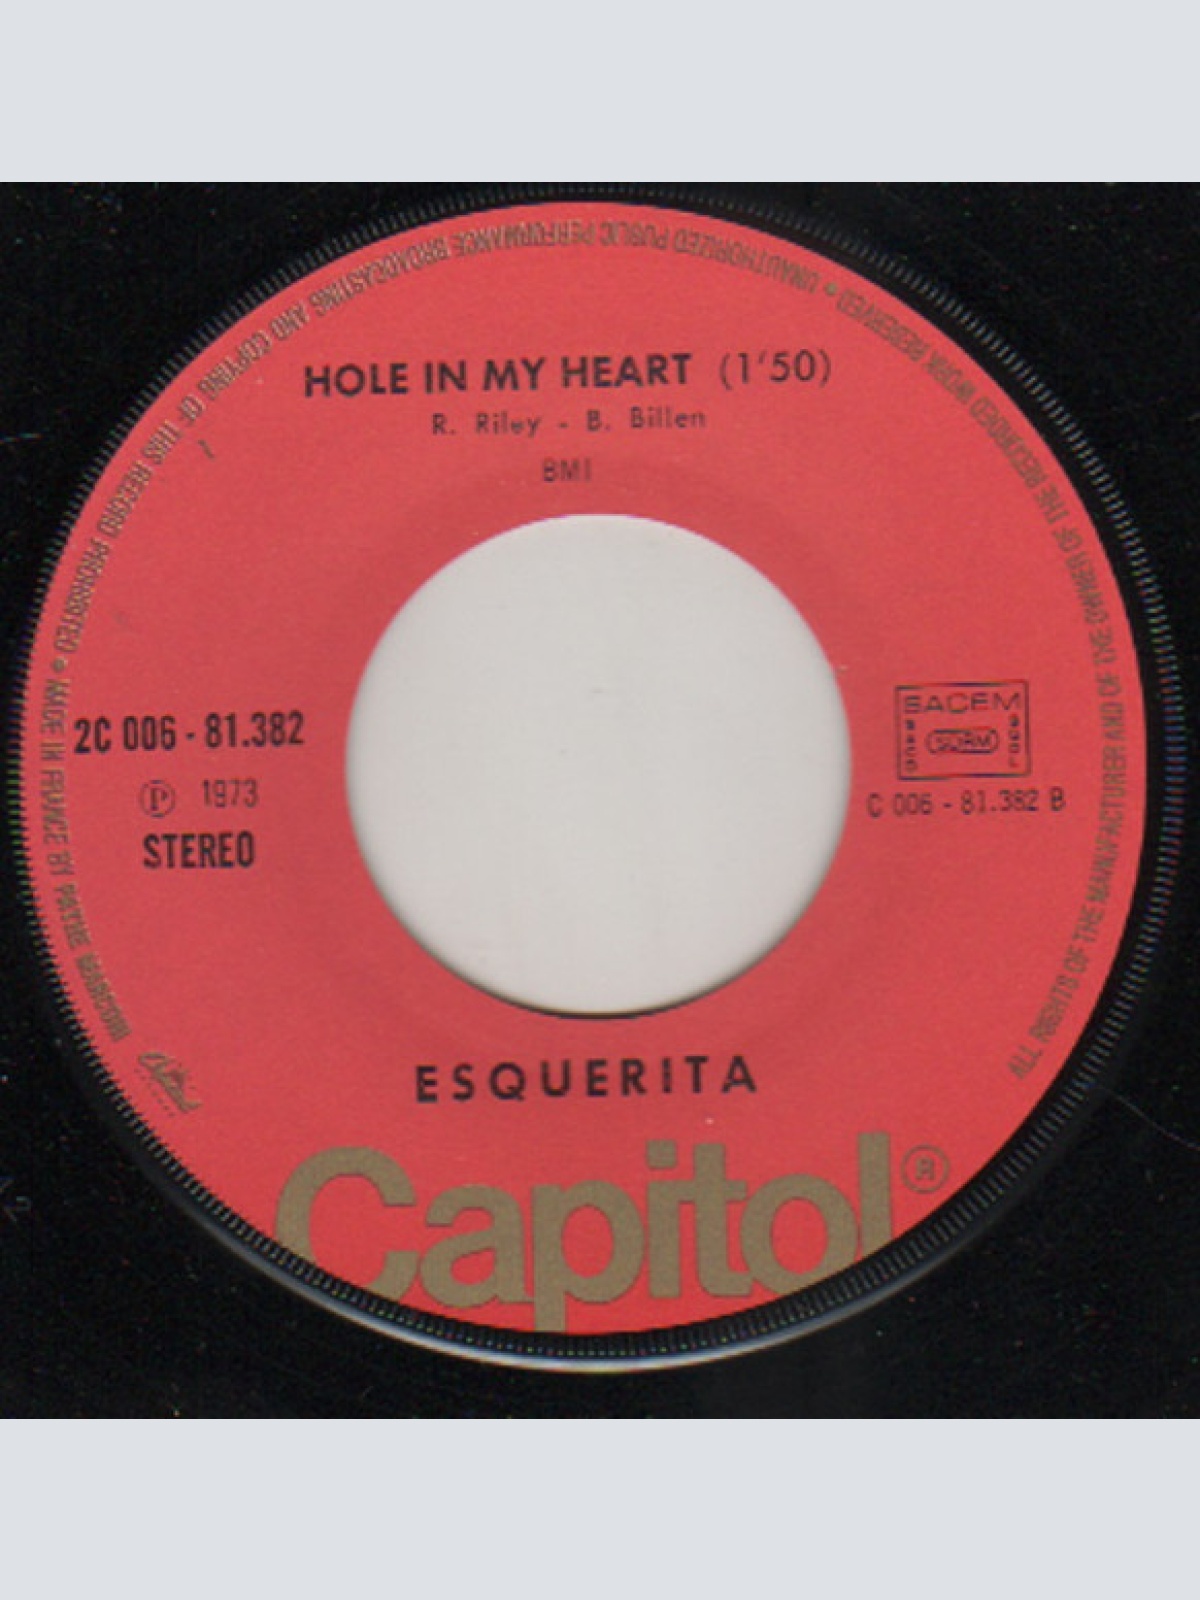 HOLE IN MY HEART (1'50)
R. Riley - B. Billen
BMI
2C 006 - 81.382
Ⓟ 1973
STEREO
SACEM
SDRM
C 006 - 81.382 B
ESQUERITA
Capitol ®
ALL RIGHTS OF THE MANUFACTURER AND OF THE OWNER OF THE RECORDED WORK RESERVED • UNAUTHORIZED PUBLIC PERFORMANCE BROADCASTING AND COPYING OF THIS RECORD PROHIBITED • MADE IN FRANCE BY PATHE MARCONI
Capitol